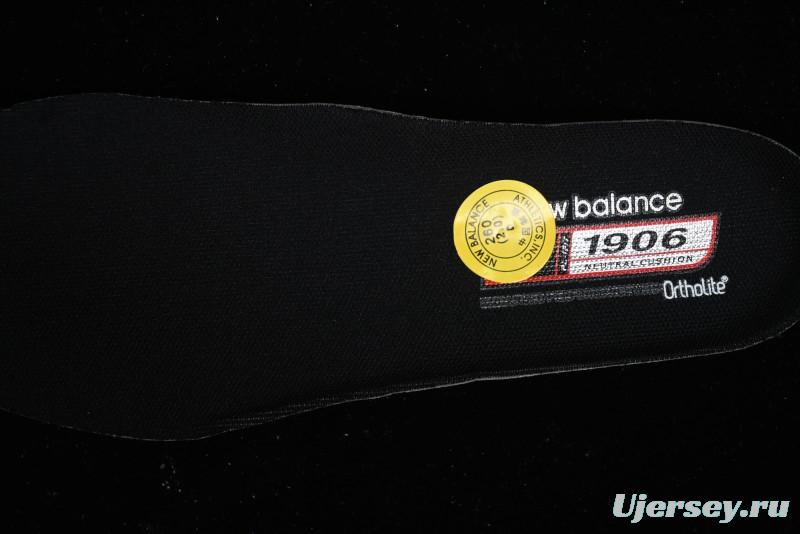 w balance
1906
NEUTRAL CUSHION
OrthoLite®
NEW BALANCE ATHLETICS, INC.
260
Ujersey.ru